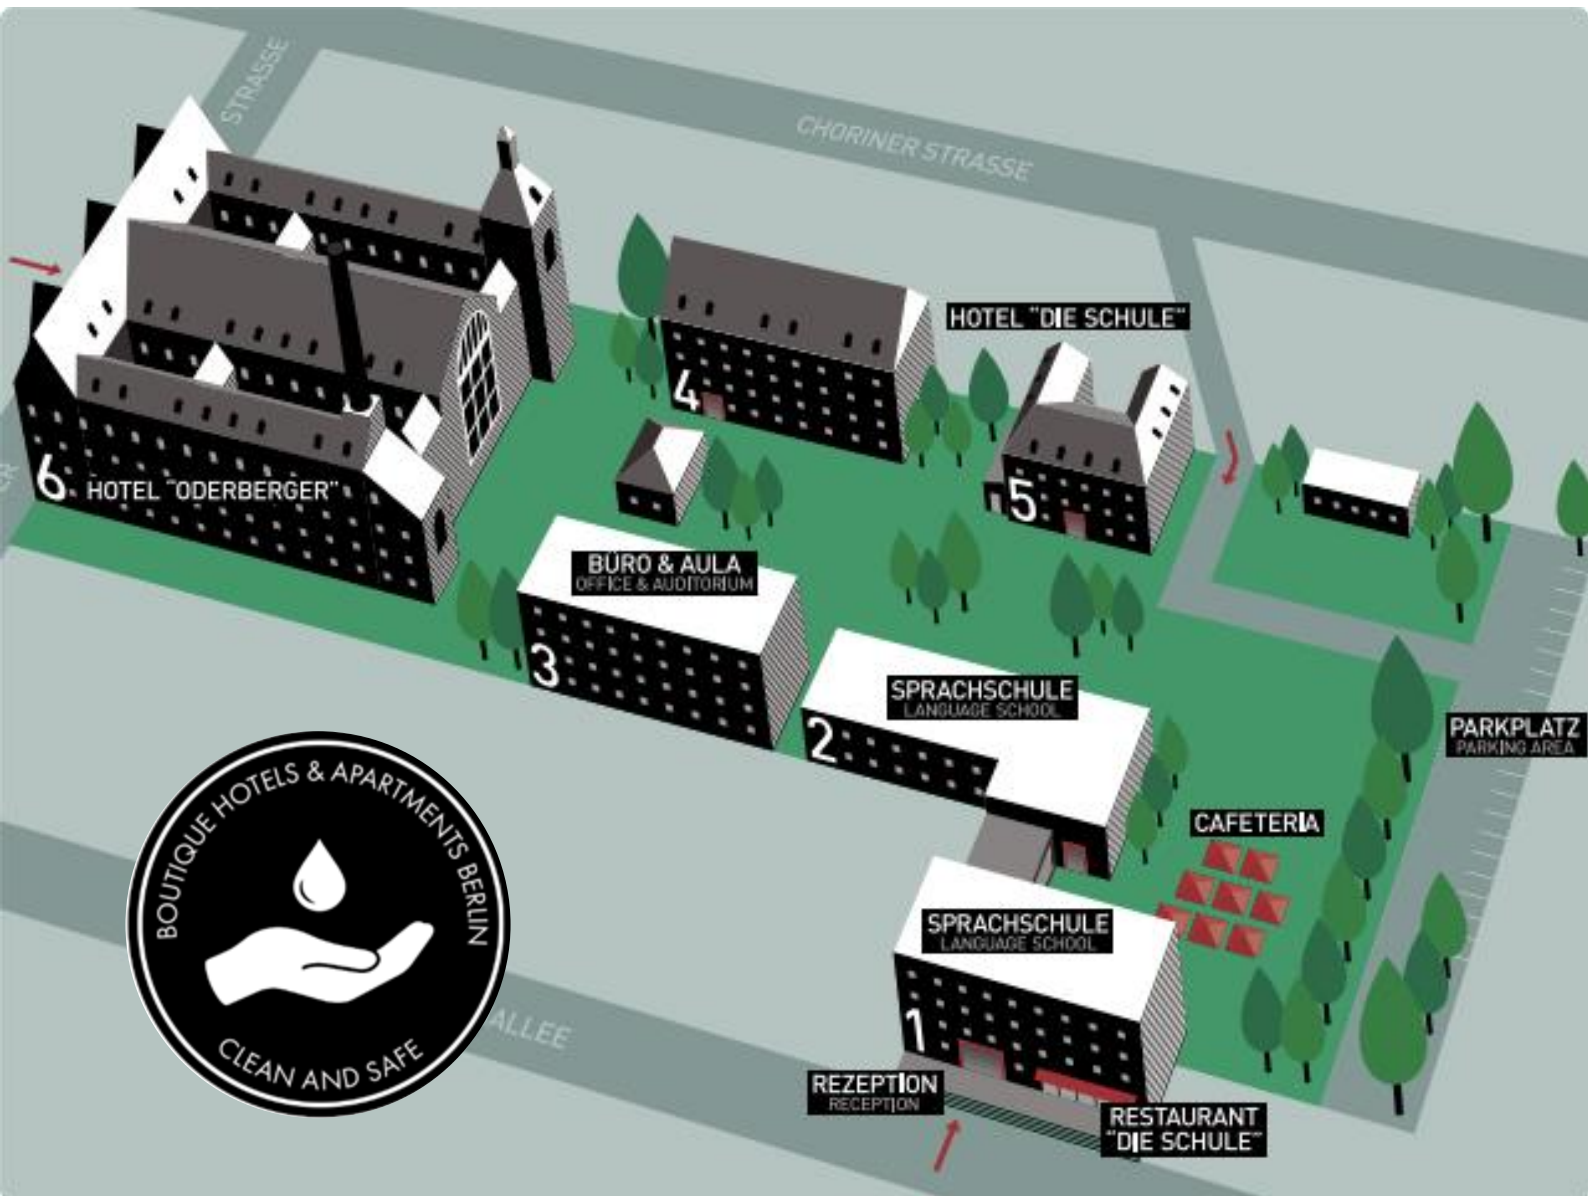 STRASSE
CHORINER STRASSE
HOTEL "DIE SCHULE"
4
5
6
HOTEL "ODERBERGER"
BÜRO & AULA
OFFICE & AUDITORIUM
3
SPRACHSCHULE
LANGUAGE SCHOOL
2
PARKPLATZ
PARKING AREA
CAFETERIA
SPRACHSCHULE
LANGUAGE SCHOOL
1
REZEPTION
RECEPTION
RESTAURANT
"DIE SCHULE"
ALLEE
BOUTIQUE HOTELS & APARTMENTS BERLIN
CLEAN AND SAFE